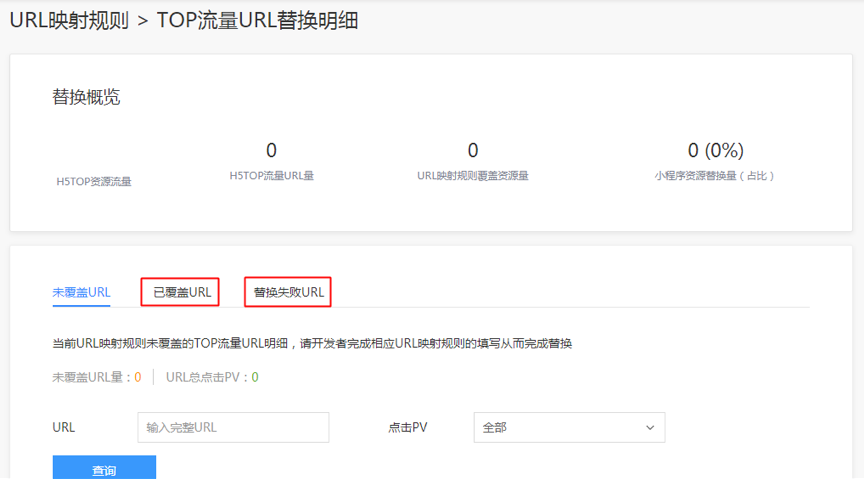 URL映射规则 > TOP流量URL替换明细
替换概览
0 0 0 (0%)
H5TOP资源流量 H5TOP流量URL量 URL映射规则覆盖资源量 小程序资源替换量（占比）
未覆盖URL 已覆盖URL 替换失败URL
当前URL映射规则未覆盖的TOP流量URL明细，请开发者完成相应URL映射规则的填写从而完成替换
未覆盖URL量：0 URL总点击PV：0
URL 输入完整URL 点击PV 全部
查询